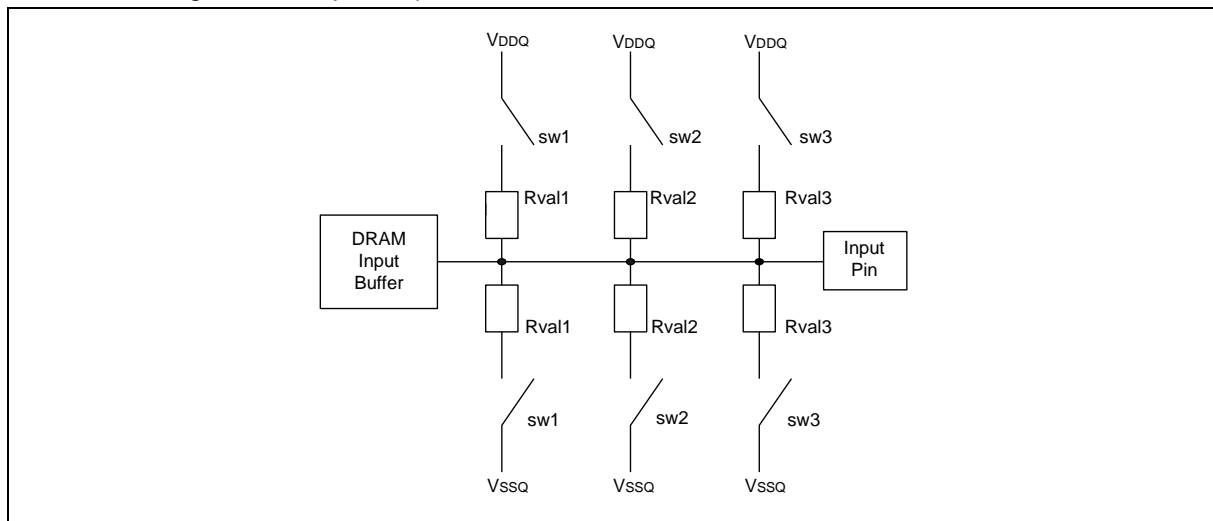 VDDQ VDDQ VDDQ
sw1 sw2 sw3
Rval1 Rval2 Rval3
DRAM
Input
Buffer
Input
Pin
Rval1 Rval2 Rval3
sw1 sw2 sw3
VSSQ VSSQ VSSQ